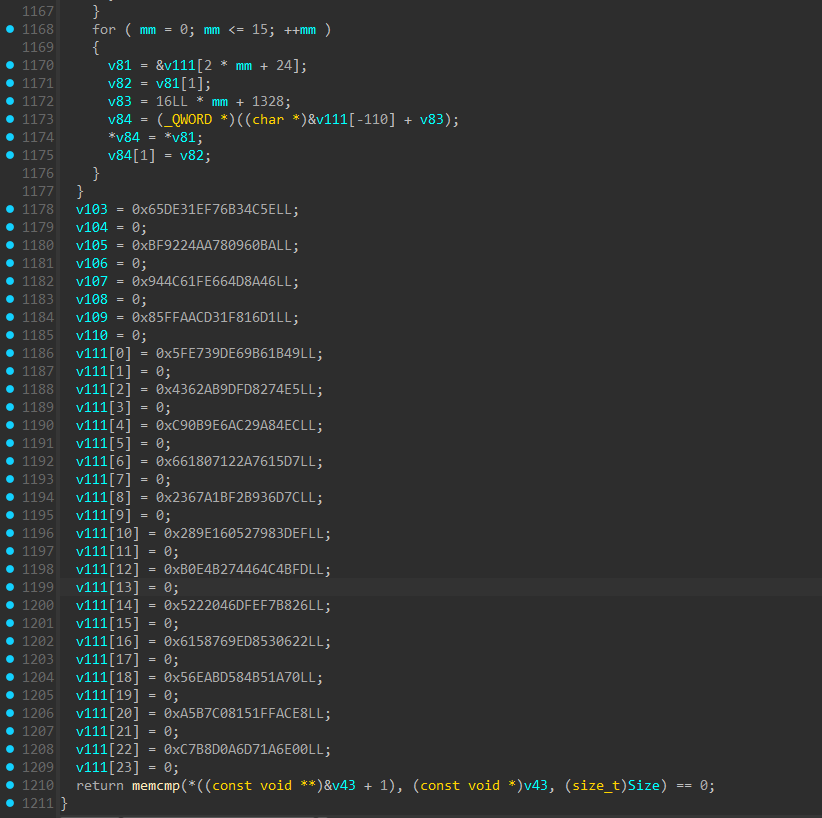 1167 }
1168 for ( mm = 0; mm <= 15; ++mm )
1169 {
1170 v81 = &v111[2 * mm + 24];
1171 v82 = v81[1];
1172 v83 = 16LL * mm + 1328;
1173 v84 = (_QWORD *)((char *)&v111[-110] + v83);
1174 *v84 = *v81;
1175 v84[1] = v82;
1176 }
1177 }
1178 v103 = 0x65DE31EF76B34C5ELL;
1179 v104 = 0;
1180 v105 = 0xBF9224AA780960BALL;
1181 v106 = 0;
1182 v107 = 0x944C61FE664D8A46LL;
1183 v108 = 0;
1184 v109 = 0x85FFAACD31F816D1LL;
1185 v110 = 0;
1186 v111[0] = 0x5FE739DE69B61B49LL;
1187 v111[1] = 0;
1188 v111[2] = 0x4362AB9DFD8274E5LL;
1189 v111[3] = 0;
1190 v111[4] = 0xC90B9E6AC29A84ECLL;
1191 v111[5] = 0;
1192 v111[6] = 0x661807122A7615D7LL;
1193 v111[7] = 0;
1194 v111[8] = 0x2367A1BF2B936D7CLL;
1195 v111[9] = 0;
1196 v111[10] = 0x289E160527983DEFLL;
1197 v111[11] = 0;
1198 v111[12] = 0xB0E4B274464C4BFDLL;
1199 v111[13] = 0;
1200 v111[14] = 0x5222046DFEF7B826LL;
1201 v111[15] = 0;
1202 v111[16] = 0x6158769ED8530622LL;
1203 v111[17] = 0;
1204 v111[18] = 0x56EABD584B51A70LL;
1205 v111[19] = 0;
1206 v111[20] = 0xA5B7C08151FFACE8LL;
1207 v111[21] = 0;
1208 v111[22] = 0xC7B8D0A6D71A6E00LL;
1209 v111[23] = 0;
1210 return memcmp(*((const void **)&v43 + 1), (const void *)v43, (size_t)Size) == 0;
1211 }